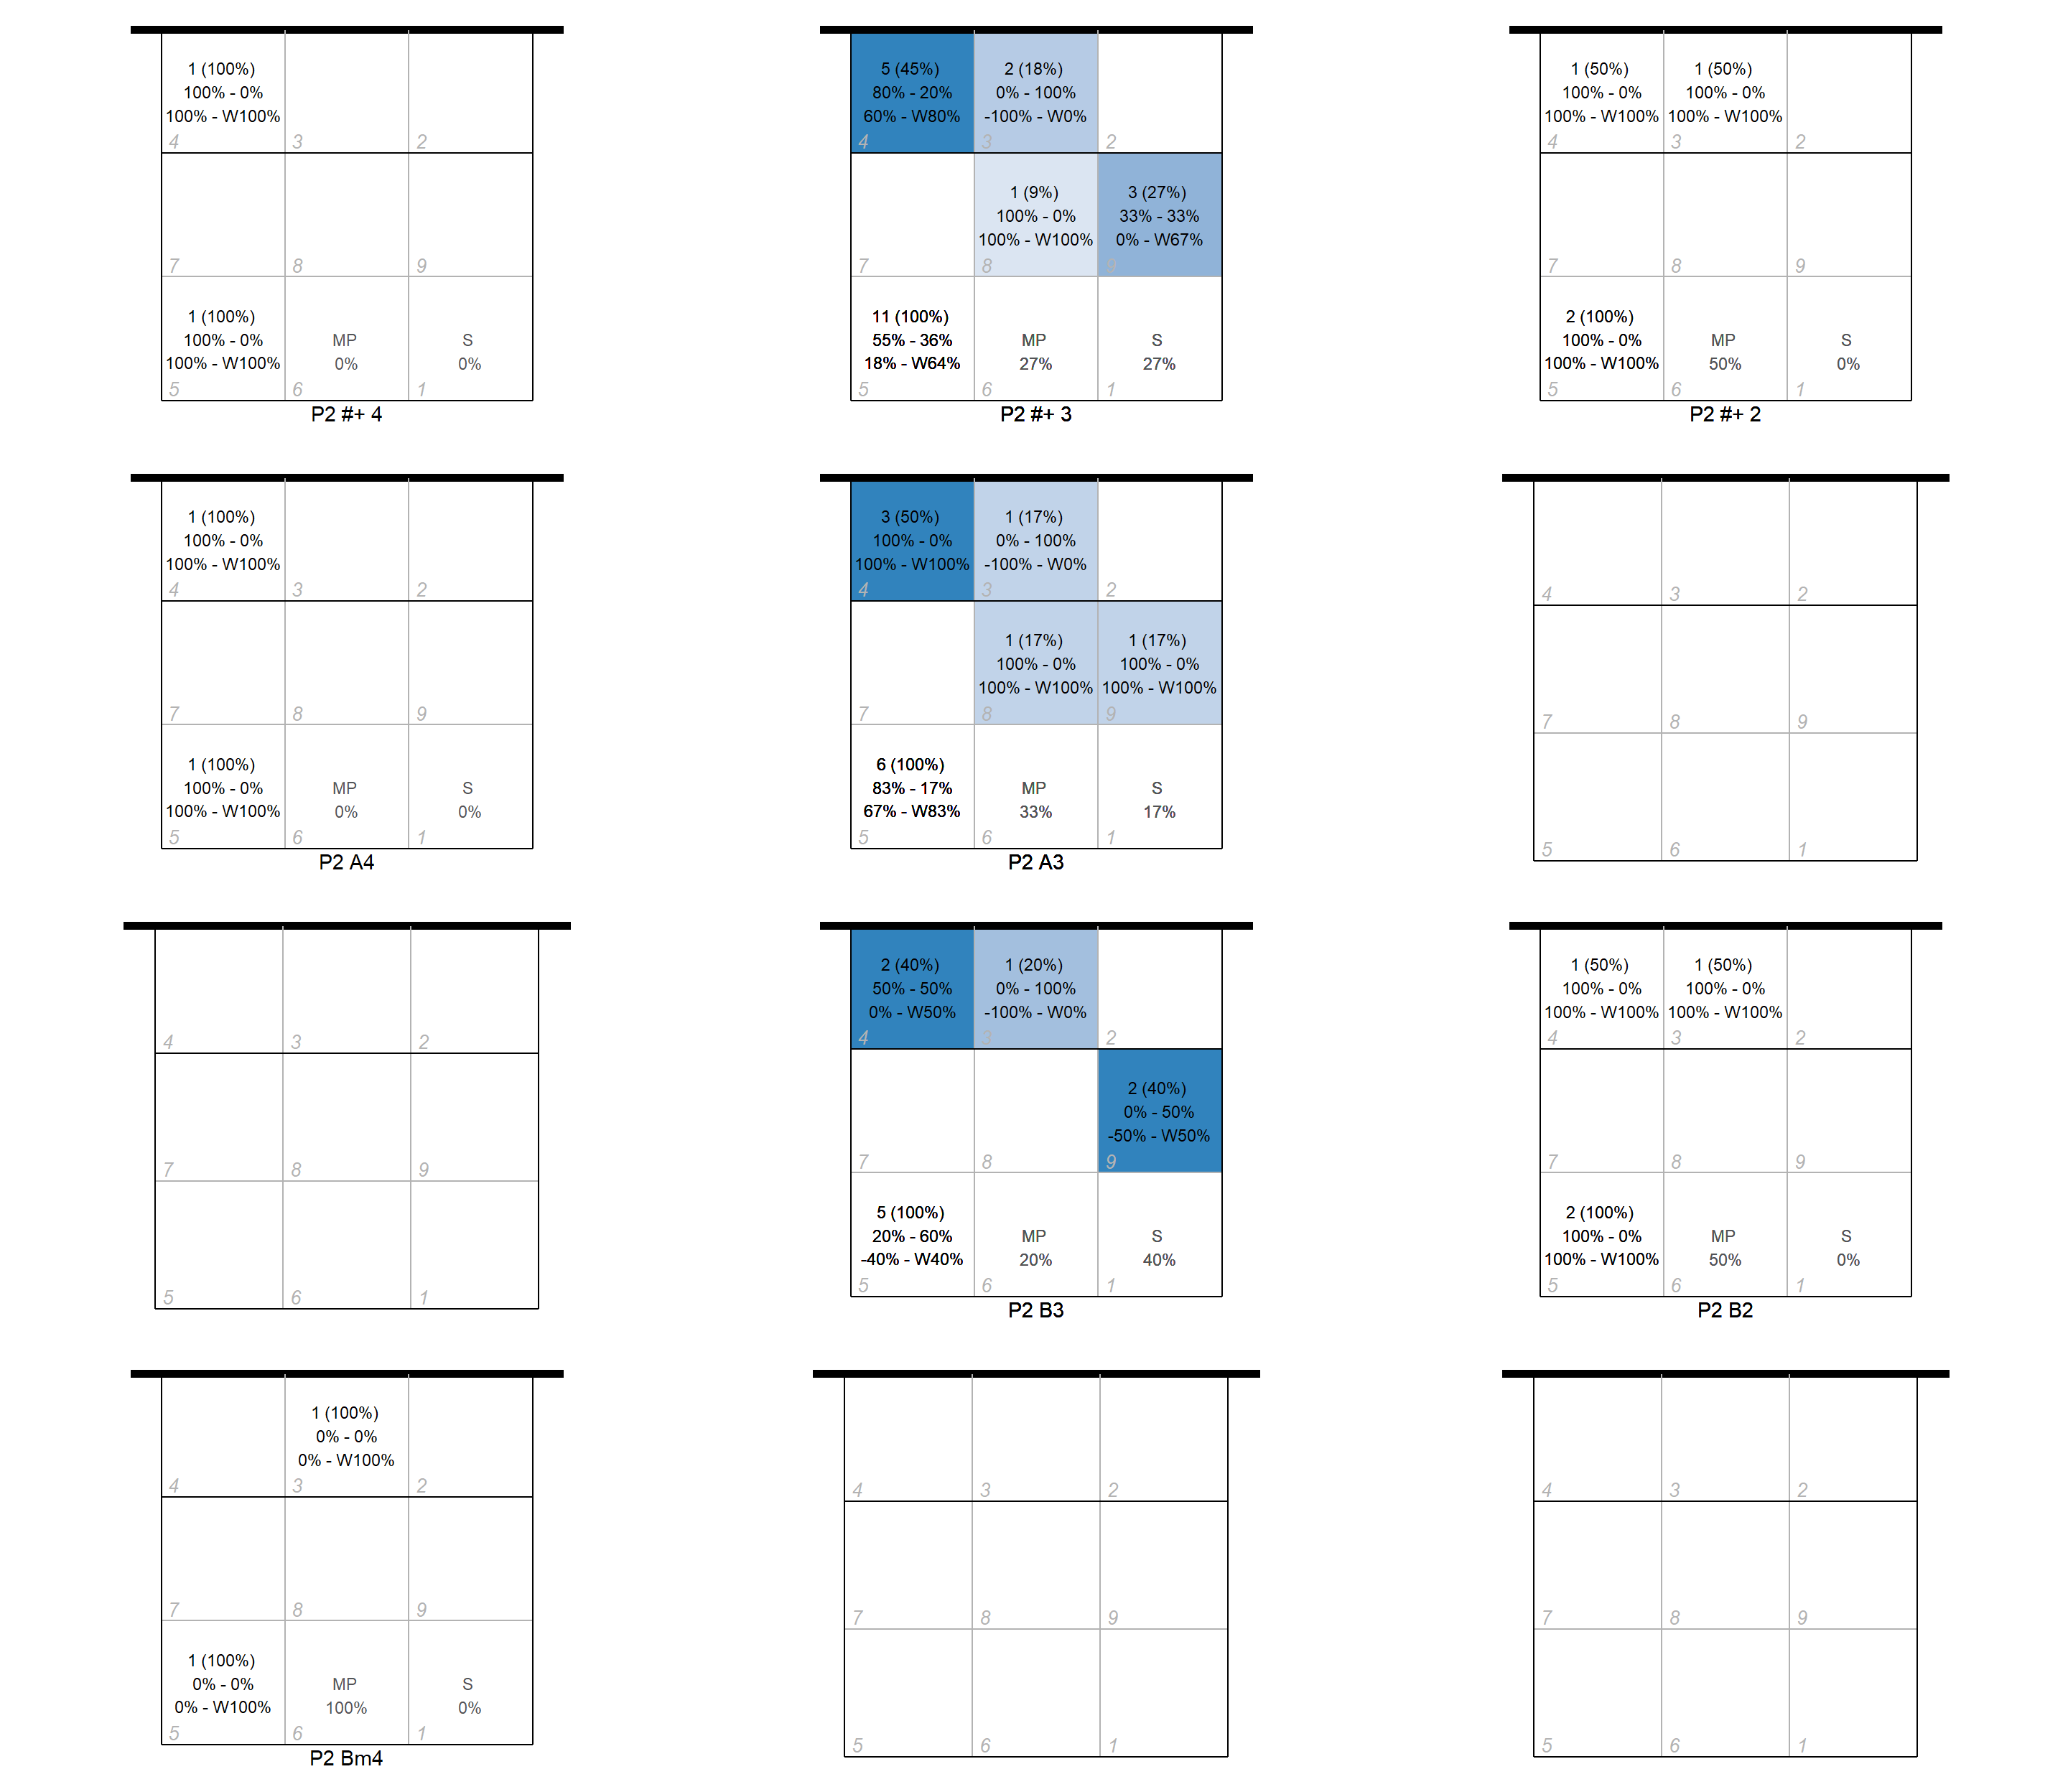 1 (100%)
100% - 0%
100% - W100%
4 3 2
7 8 9
1 (100%)
100% - 0%
100% - W100%
MP
0%
S
0%
5 6 1
P2 #+ 4
5 (45%)
80% - 20%
60% - W80%
2 (18%)
0% - 100%
-100% - W0%
4 3 2
1 (9%)
100% - 0%
100% - W100%
3 (27%)
33% - 33%
0% - W67%
7 8 9
11 (100%)
55% - 36%
18% - W64%
MP
27%
S
27%
5 6 1
P2 #+ 3
1 (50%)
100% - 0%
100% - W100%
1 (50%)
100% - 0%
100% - W100%
4 3 2
7 8 9
2 (100%)
100% - 0%
100% - W100%
MP
50%
S
0%
5 6 1
P2 #+ 2
1 (100%)
100% - 0%
100% - W100%
4 3 2
7 8 9
1 (100%)
100% - 0%
100% - W100%
MP
0%
S
0%
5 6 1
P2 A4
3 (50%)
100% - 0%
100% - W100%
1 (17%)
0% - 100%
-100% - W0%
4 3 2
1 (17%)
100% - 0%
100% - W100%
1 (17%)
100% - 0%
100% - W100%
7 8 9
6 (100%)
83% - 17%
67% - W83%
MP
33%
S
17%
5 6 1
P2 A3
4 3 2
7 8 9
5 6 1
4 3 2
7 8 9
5 6 1
2 (40%)
50% - 50%
0% - W50%
1 (20%)
0% - 100%
-100% - W0%
4 3 2
2 (40%)
0% - 50%
-50% - W50%
7 8 9
5 (100%)
20% - 60%
-40% - W40%
MP
20%
S
40%
5 6 1
P2 B3
1 (50%)
100% - 0%
100% - W100%
1 (50%)
100% - 0%
100% - W100%
4 3 2
7 8 9
2 (100%)
100% - 0%
100% - W100%
MP
50%
S
0%
5 6 1
P2 B2
1 (100%)
0% - 0%
0% - W100%
4 3 2
7 8 9
1 (100%)
0% - 0%
0% - W100%
MP
100%
S
0%
5 6 1
P2 Bm4
4 3 2
7 8 9
5 6 1
4 3 2
7 8 9
5 6 1